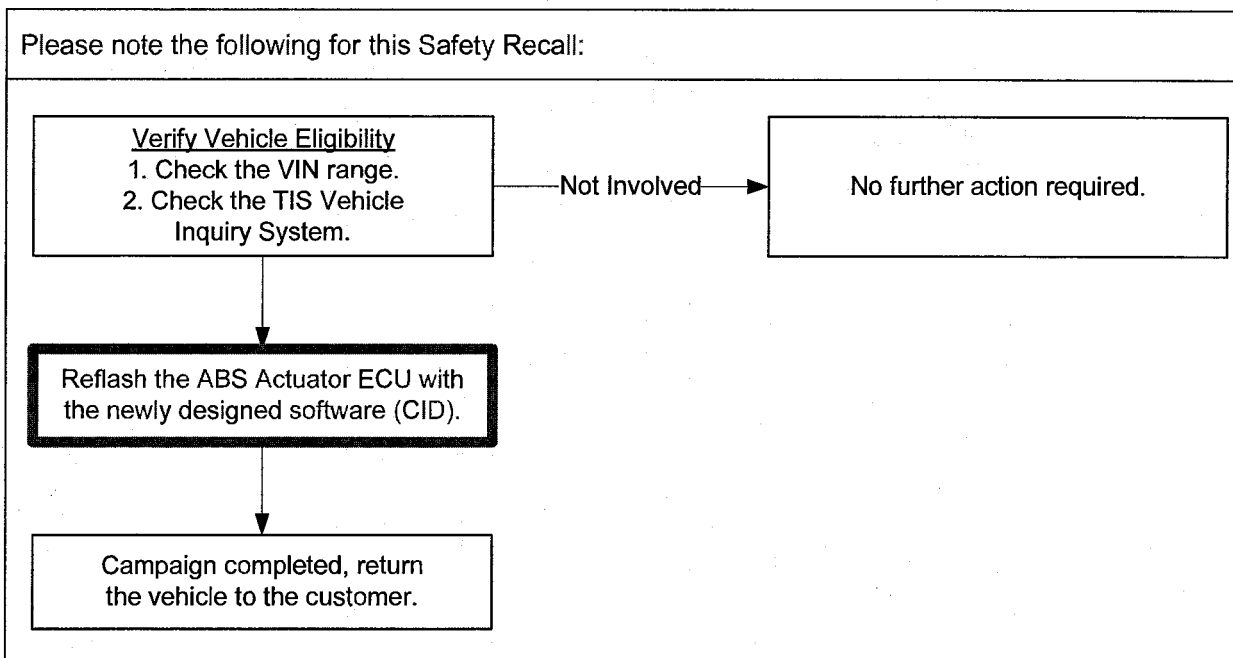 Please note the following for this Safety Recall:
Verify Vehicle Eligibility
1. Check the VIN range.
2. Check the TIS Vehicle
Inquiry System.
Not Involved
No further action required.
Reflash the ABS Actuator ECU with
the newly designed software (CID).
Campaign completed, return
the vehicle to the customer.